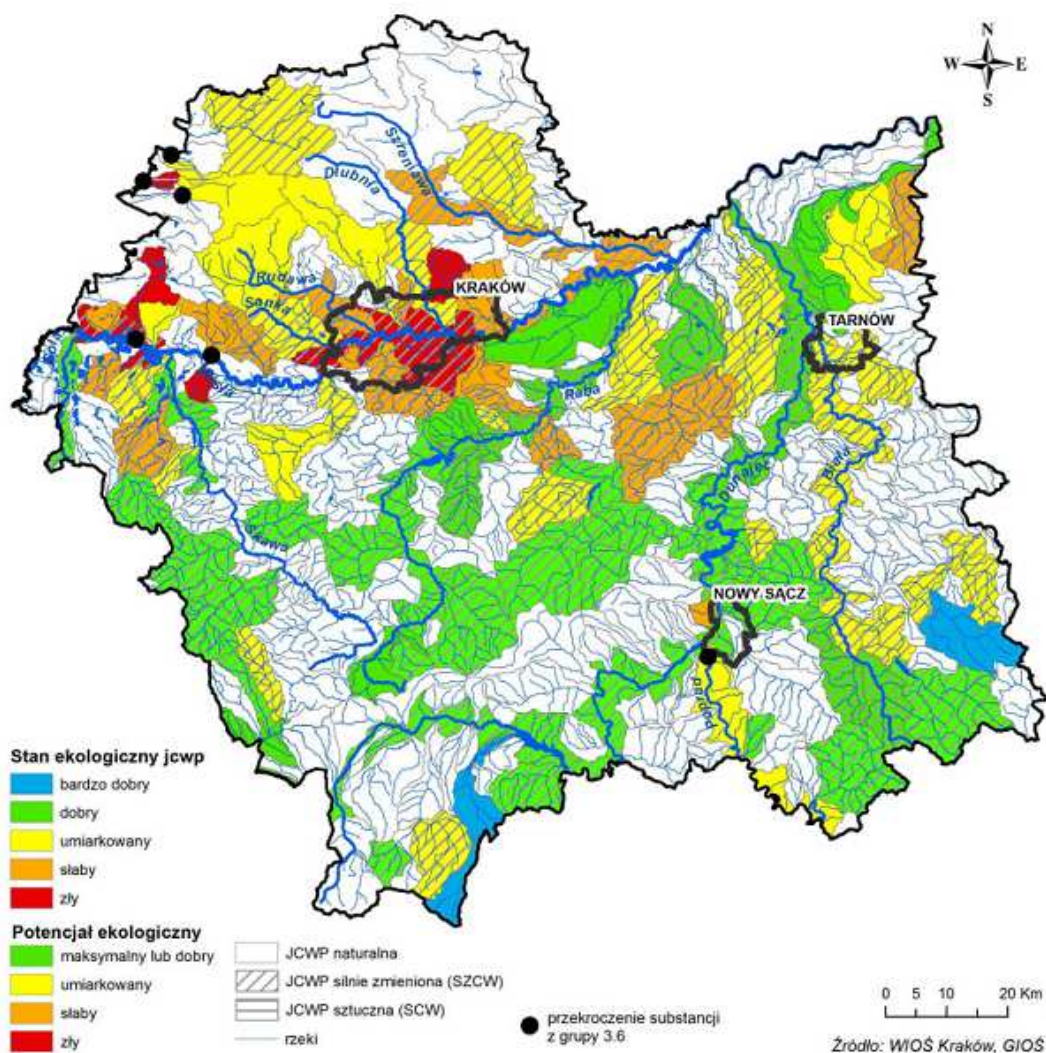 N
W E
S
Szreniawa
Dłubnia
Rudawa
Sanka
KRAKÓW
TARNÓW
Raba
Dunajec
Biała
Skawa
NOWY SĄCZ
Poprad
Stan ekologiczny jcwp
bardzo dobry
dobry
umiarkowany
słaby
zły
Potencjał ekologiczny
maksymalny lub dobry
umiarkowany
słaby
zły
JCWP naturalna
JCWP silnie zmieniona (SZCW)
JCWP sztuczna (SCW)
rzeki
przekroczenie substancji
z grupy 3.6
0 5 10 20 Km
Źródło: WIOŚ Kraków, GIOŚ